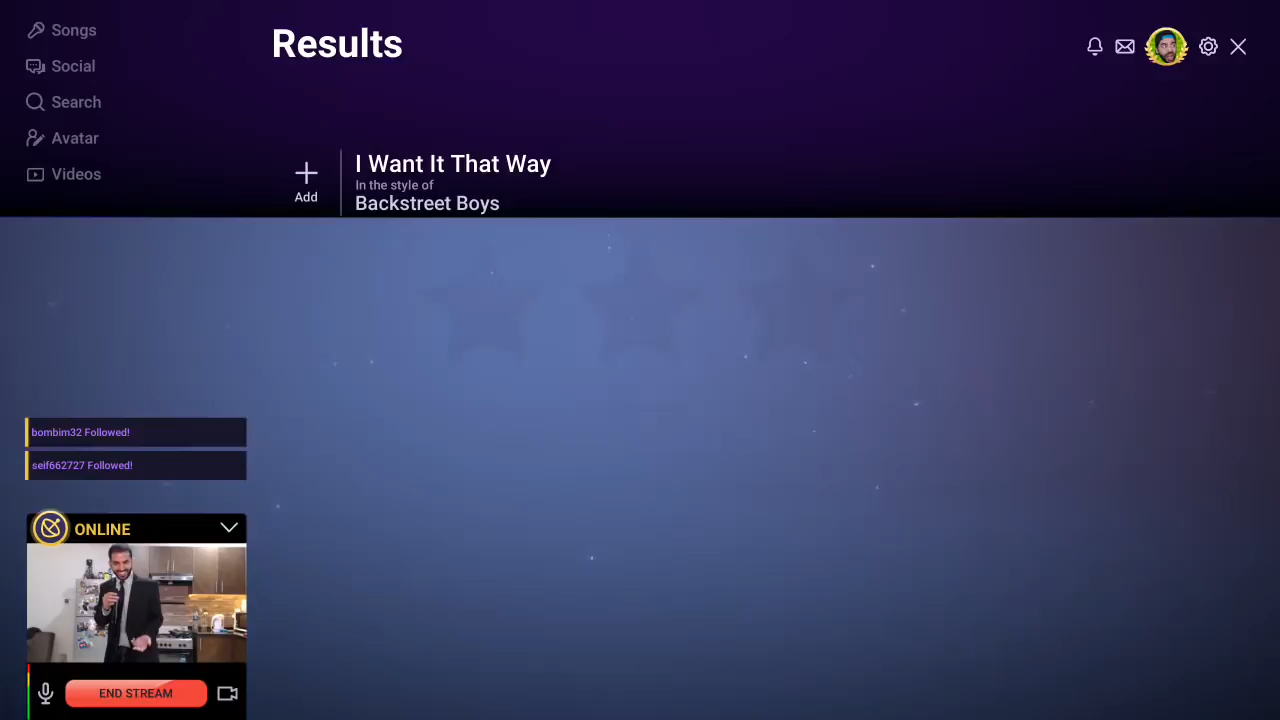 Songs
Social
Search
Avatar
Videos
Results
Add
I Want It That Way
In the style of
Backstreet Boys
bombim32 Followed!
seif662727 Followed!
ONLINE
END STREAM